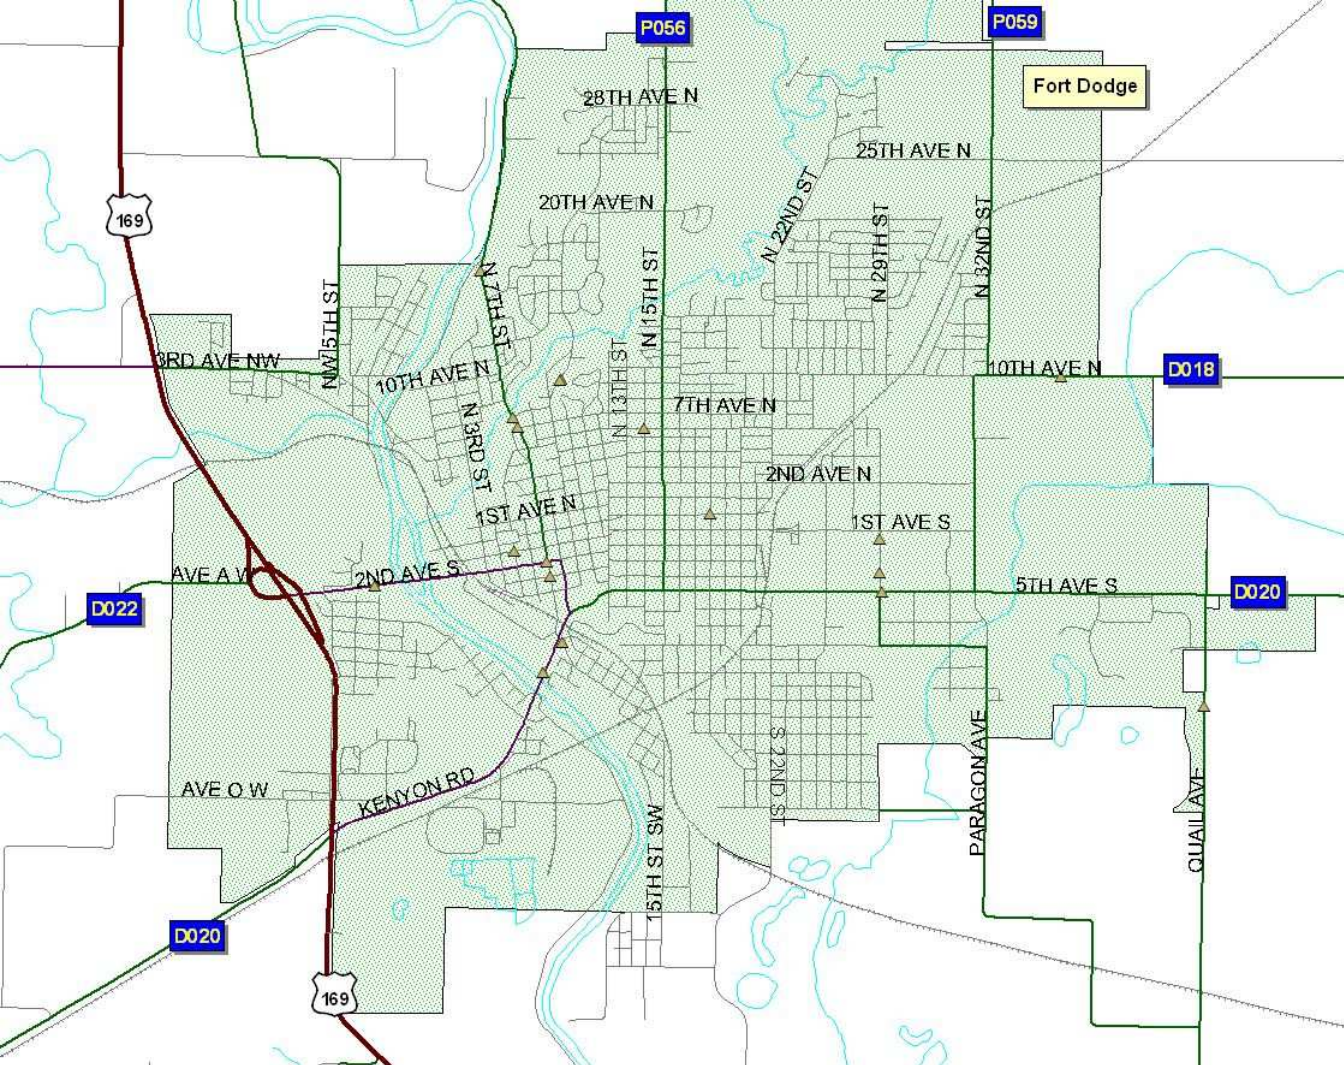 P056
P059
Fort Dodge
28TH AVE N
25TH AVE N
N 22ND ST
20TH AVE N
169
N 29TH ST
N 32ND ST
N 15TH ST
N 7TH ST
NW 5TH ST
3RD AVE NW
10TH AVE N
10TH AVE N
D018
N 13TH ST
7TH AVE N
N 3RD ST
2ND AVE N
1ST AVE N
1ST AVE S
AVE A W
2ND AVE S
5TH AVE S
D020
D022
S 22ND ST
PARAGON AVE
QUAIL AVE
AVE O W
KENYON RD
15TH ST SW
D020
169